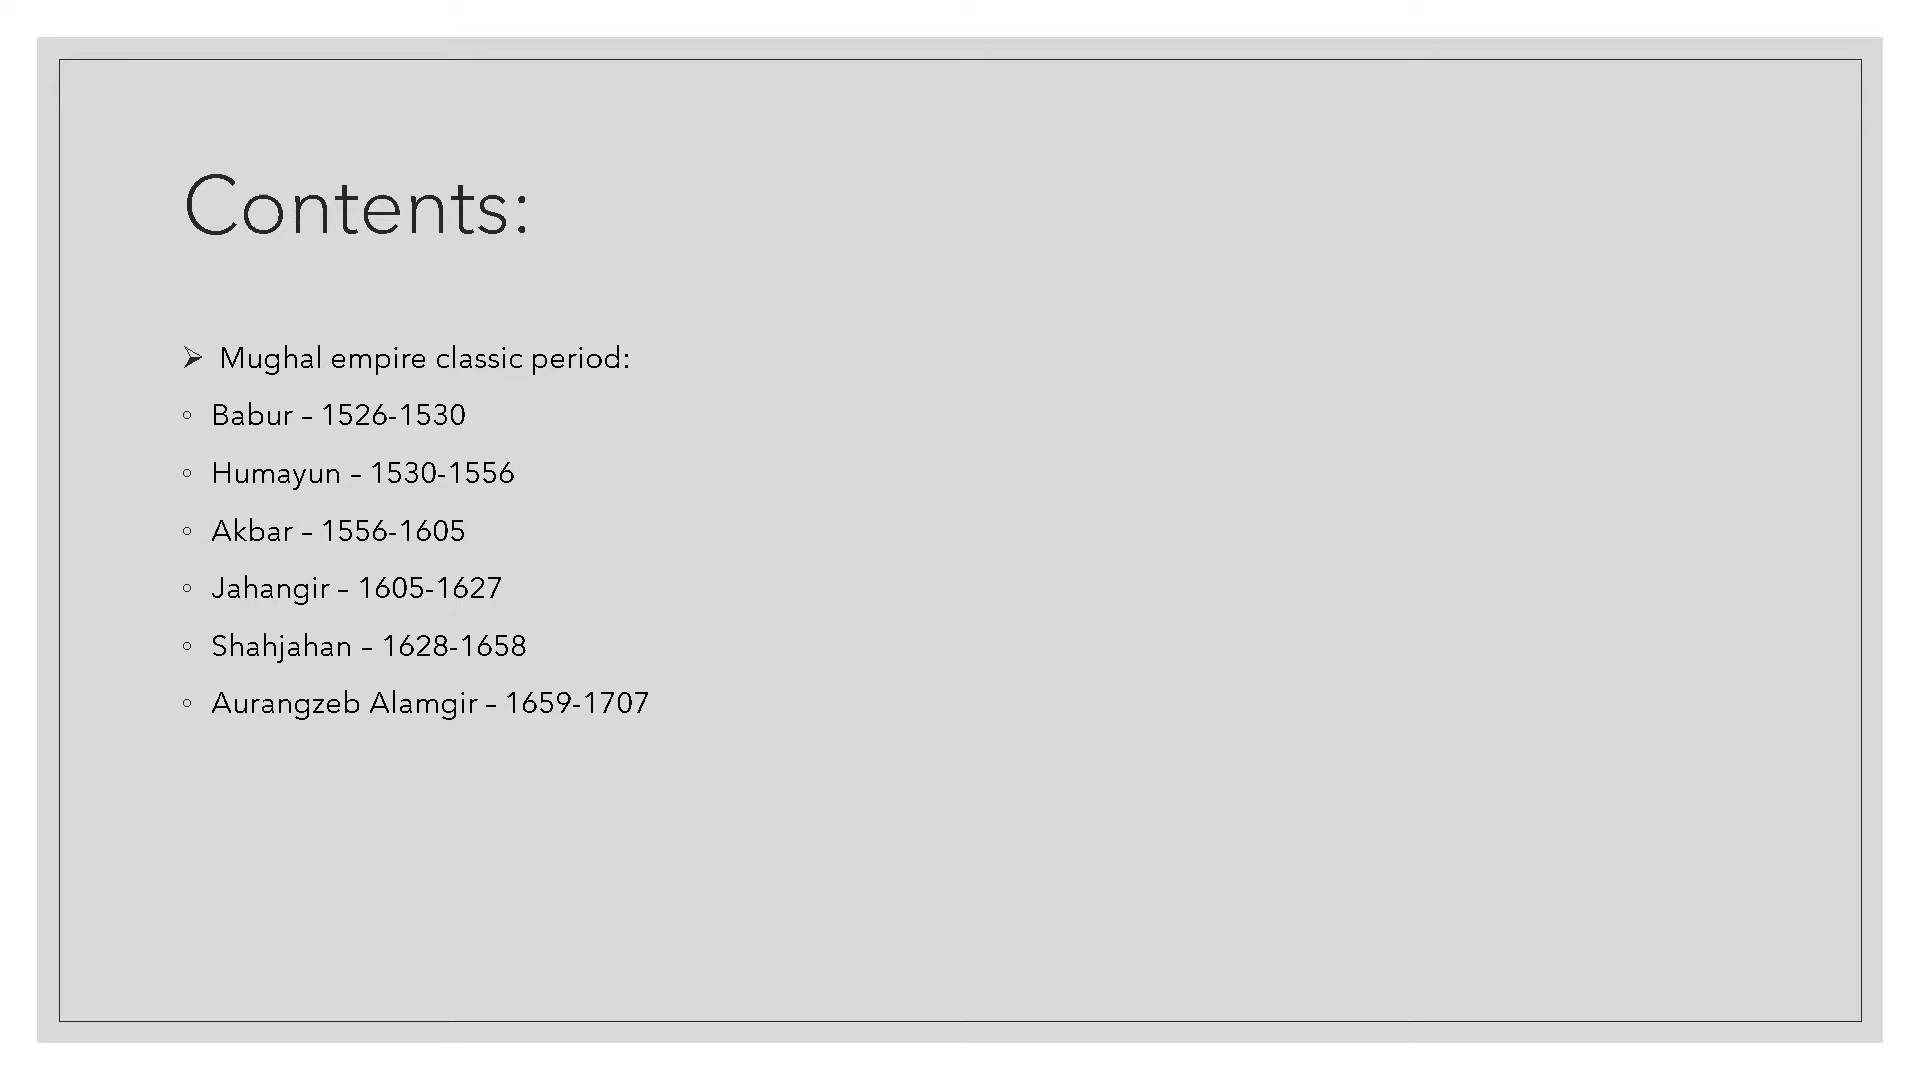 Contents:
➢ Mughal empire classic period:
◦ Babur – 1526-1530
◦ Humayun – 1530-1556
◦ Akbar – 1556-1605
◦ Jahangir – 1605-1627
◦ Shahjahan – 1628-1658
◦ Aurangzeb Alamgir – 1659-1707